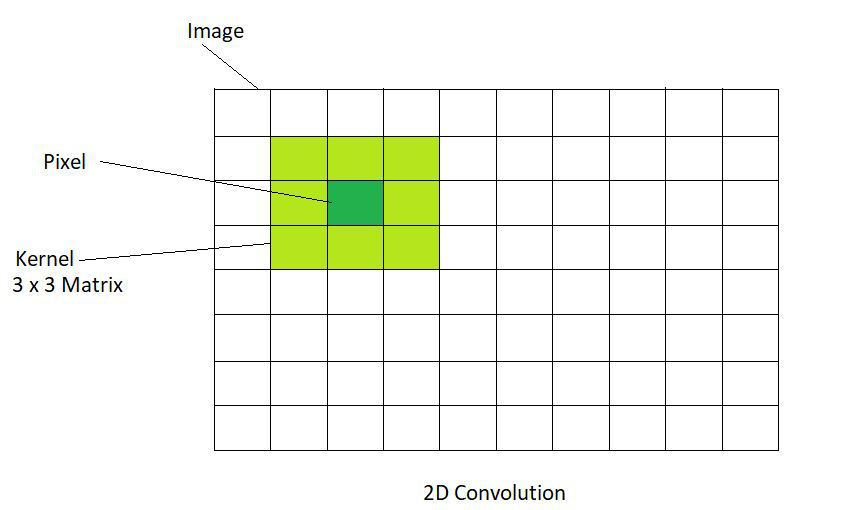 Image
Pixel
Kernel
3 x 3 Matrix
2D Convolution